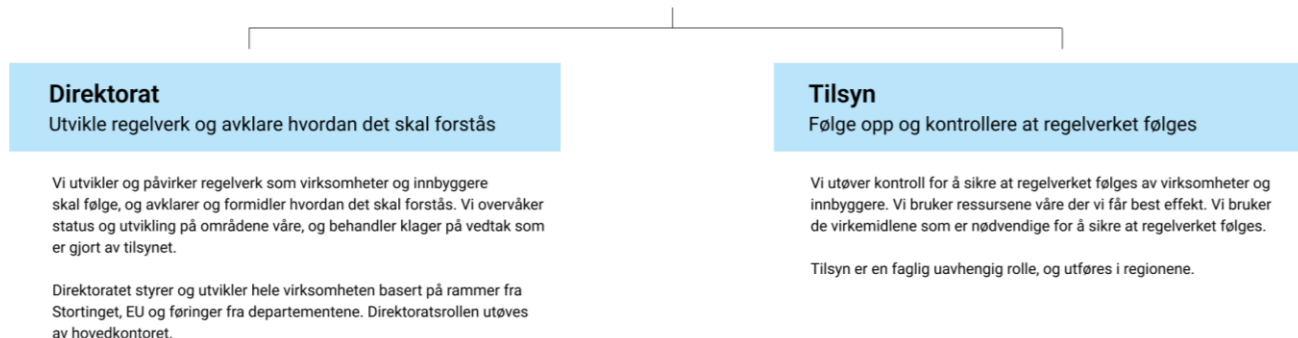 Direktorat
Utvikle regelverk og avklare hvordan det skal forstås
Vi utvikler og påvirker regelverk som virksomheter og innbyggere
skal følge, og avklarer og formidler hvordan det skal forstås. Vi overvåker
status og utvikling på områdene våre, og behandler klager på vedtak som
er gjort av tilsynet.
Direktoratet styrer og utvikler hele virksomheten basert på rammer fra
Stortinget, EU og føringer fra departementene. Direktoratsrollen utøves
av hovedkontoret.
Tilsyn
Følge opp og kontrollere at regelverket følges
Vi utøver kontroll for å sikre at regelverket følges av virksomheter og
innbyggere. Vi bruker ressursene våre der vi får best effekt. Vi bruker
de virkemidlene som er nødvendige for å sikre at regelverket følges.
Tilsyn er en faglig uavhengig rolle, og utføres i regionene.